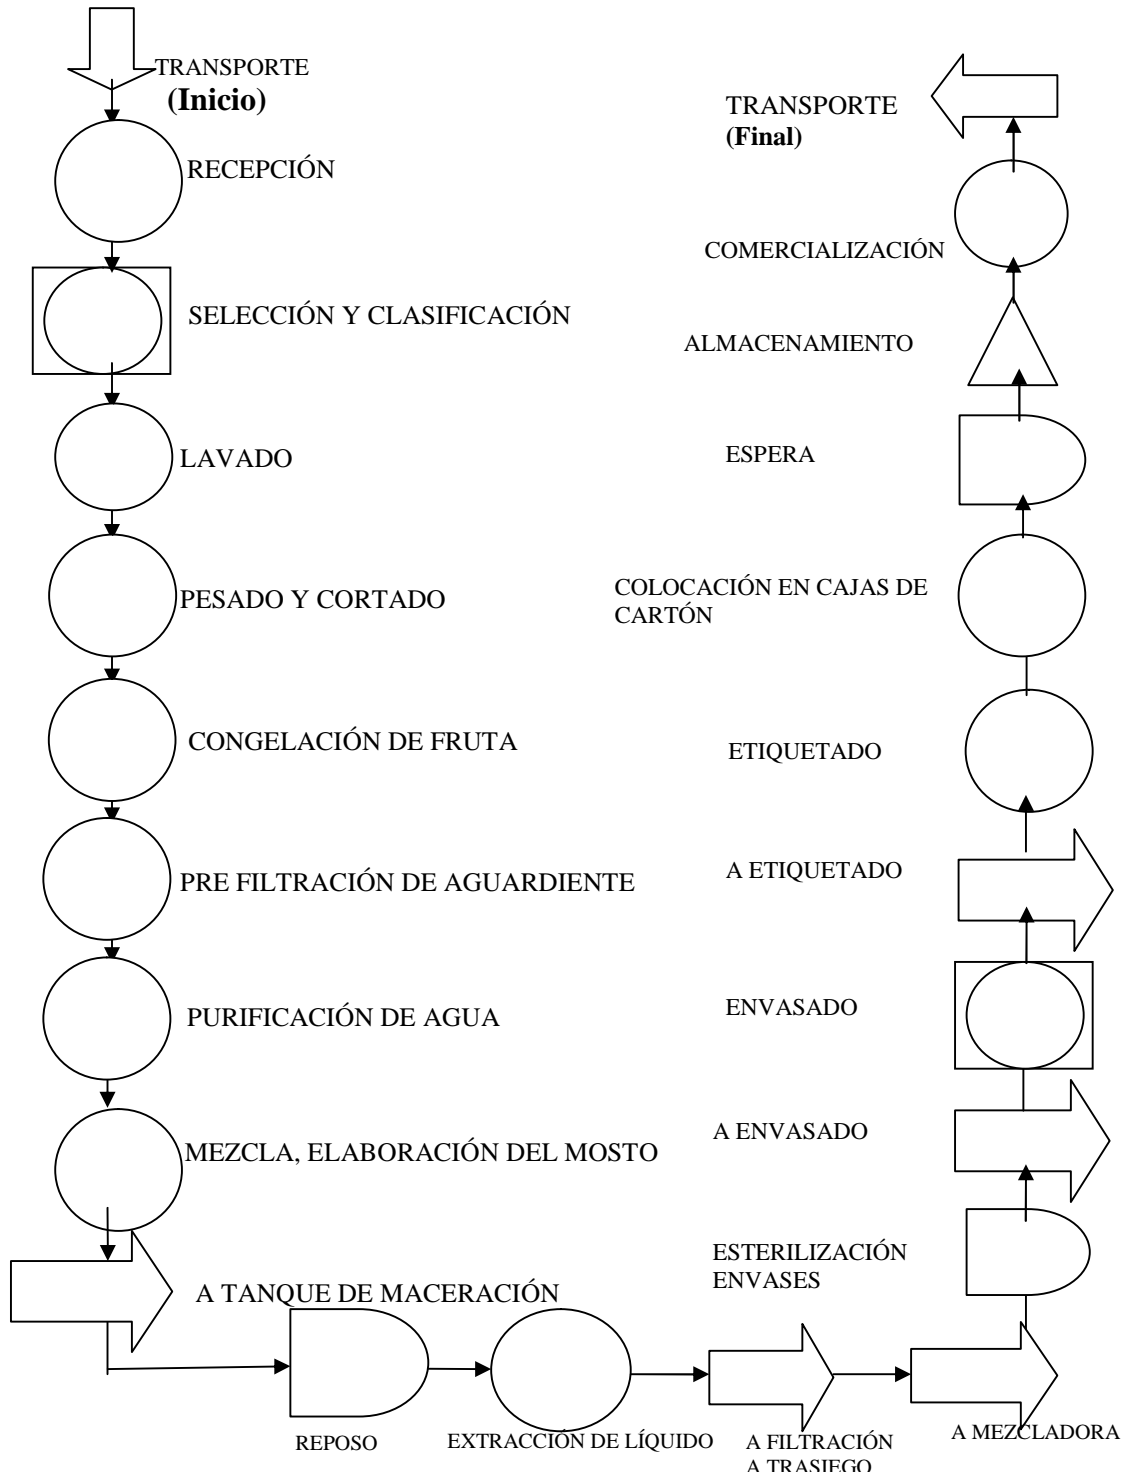 TRANSPORTE
(Inicio)
RECEPCIÓN
SELECCIÓN Y CLASIFICACIÓN
LAVADO
PESADO Y CORTADO
CONGELACIÓN DE FRUTA
PRE FILTRACIÓN DE AGUARDIENTE
PURIFICACIÓN DE AGUA
MEZCLA, ELABORACIÓN DEL MOSTO
A TANQUE DE MACERACIÓN
REPOSO
EXTRACCIÓN DE LÍQUIDO
A FILTRACIÓN
A TRASIEGO
A MEZCLADORA
ESTERILIZACIÓN
ENVASES
A ENVASADO
ENVASADO
A ETIQUETADO
ETIQUETADO
COLOCACIÓN EN CAJAS DE
CARTÓN
ESPERA
ALMACENAMIENTO
COMERCIALIZACIÓN
TRANSPORTE
(Final)